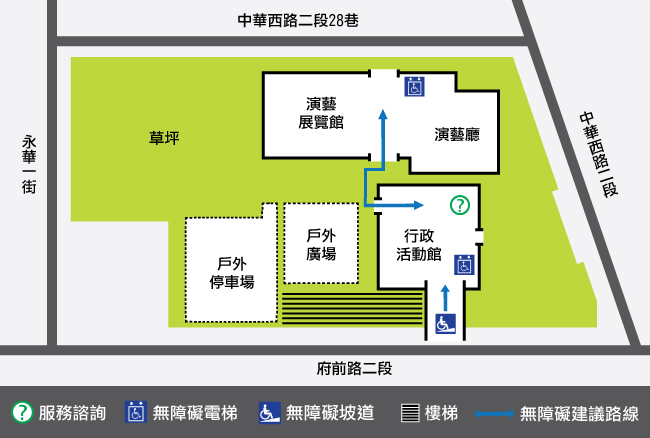 中華西路二段28巷
永華一街
草坪
演藝
展覽館
演藝廳
中華西路二段
戶外
停車場
戶外
廣場
?
行政
活動館
府前路二段
? 服務諮詢 無障礙電梯 無障礙坡道 樓梯 無障礙建議路線